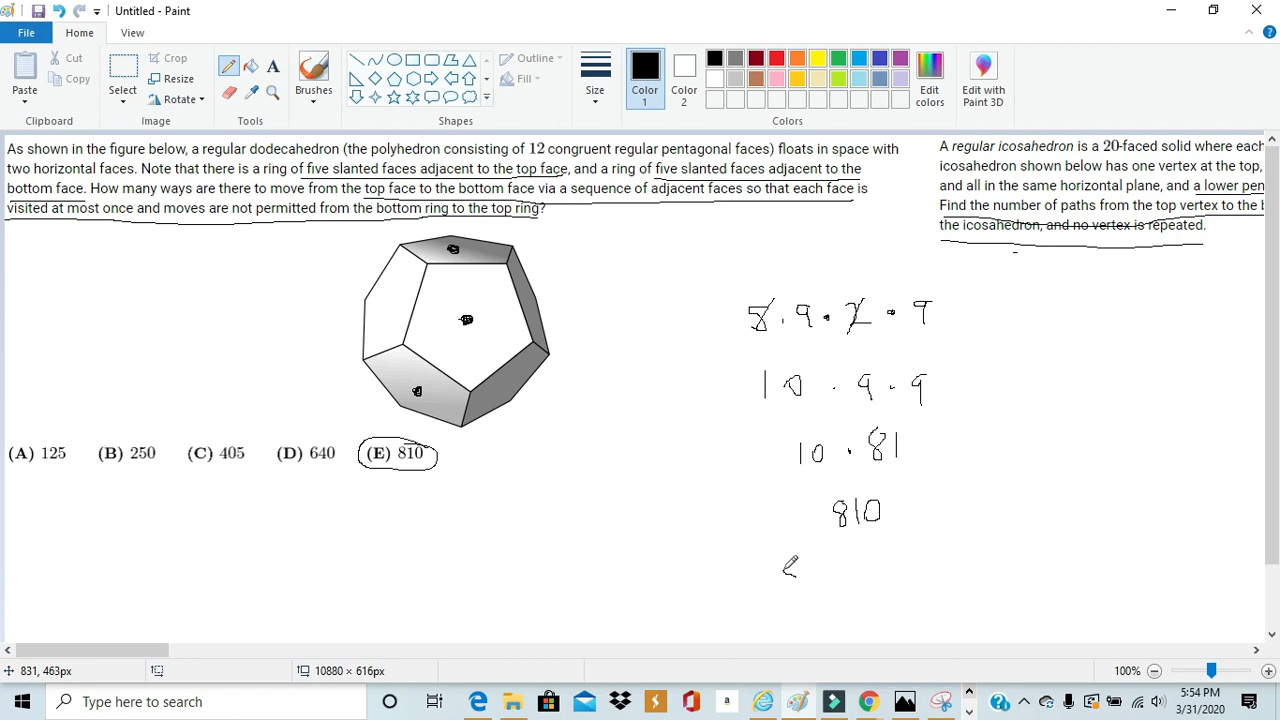 Untitled - Paint
File
Home
View
Paste
Cut
Copy
Clipboard
Select
Crop
Resize
Rotate
Image
A
Tools
Brushes
Shapes
Outline
Fill
Size
Color 1
Color 2
Edit colors
Edit with Paint 3D
Colors
As shown in the figure below, a regular dodecahedron (the polyhedron consisting of 12 congruent regular pentagonal faces) floats in space with
two horizontal faces. Note that there is a ring of five slanted faces adjacent to the top face, and a ring of five slanted faces adjacent to the
bottom face. How many ways are there to move from the top face to the bottom face via a sequence of adjacent faces so that each face is
visited at most once and moves are not permitted from the bottom ring to the top ring?
A regular icosahedron is a 20-faced solid where each
icosahedron shown below has one vertex at the top,
and all in the same horizontal plane, and a lower pen
Find the number of paths from the top vertex to the b
the icosahedron, and no vertex is repeated.
5 · 9 · 2 · 9
10 · 9 · 9
10 · 81
810
(A) 125 (B) 250 (C) 405 (D) 640 (E) 810
831, 463px
10880 × 616px
100%
Type here to search
a
5:54 PM
3/31/2020